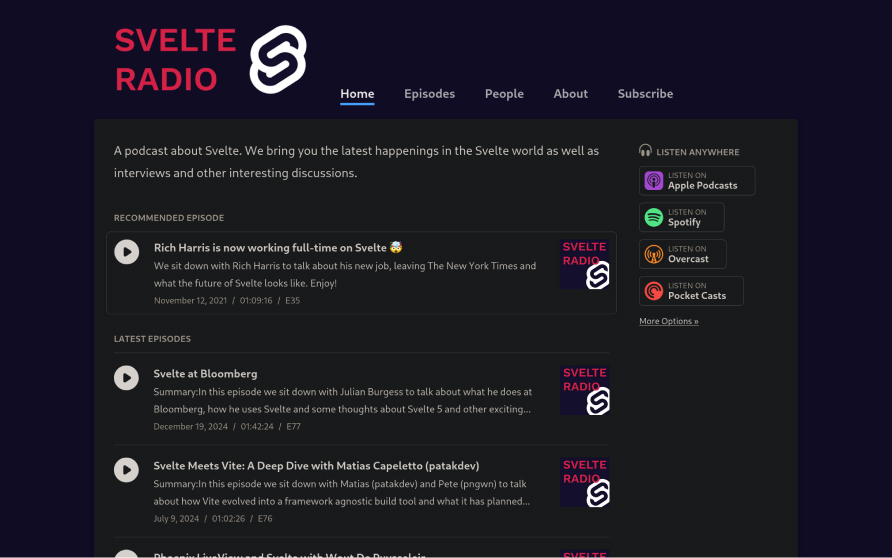 SVELTE
RADIO
Home
Episodes
People
About
Subscribe
A podcast about Svelte. We bring you the latest happenings in the Svelte world as well as
interviews and other interesting discussions.
RECOMMENDED EPISODE
Rich Harris is now working full-time on Svelte 🤯
We sit down with Rich Harris to talk about his new job, leaving The New York Times and
what the future of Svelte looks like. Enjoy!
November 12, 2021 / 01:09:16 / E35
SVELTE
RADIO
LATEST EPISODES
Svelte at Bloomberg
Summary:In this episode we sit down with Julian Burgess to talk about what he does at
Bloomberg, how he uses Svelte and some thoughts about Svelte 5 and other exciting...
December 19, 2024 / 01:42:24 / E77
SVELTE
RADIO
Svelte Meets Vite: A Deep Dive with Matias Capeletto (patakdev)
Summary:In this episode we sit down with Matias (patakdev) and Pete (pngwn) to talk
about how Vite evolved into a framework agnostic build tool and what it has planned...
July 9, 2024 / 01:02:26 / E76
SVELTE
RADIO
Phoenix LiveView and Svelte with Wout De Puysseleir
SVELTE
LISTEN ANYWHERE
LISTEN ON
Apple Podcasts
LISTEN ON
Spotify
LISTEN ON
Overcast
LISTEN ON
Pocket Casts
More Options »